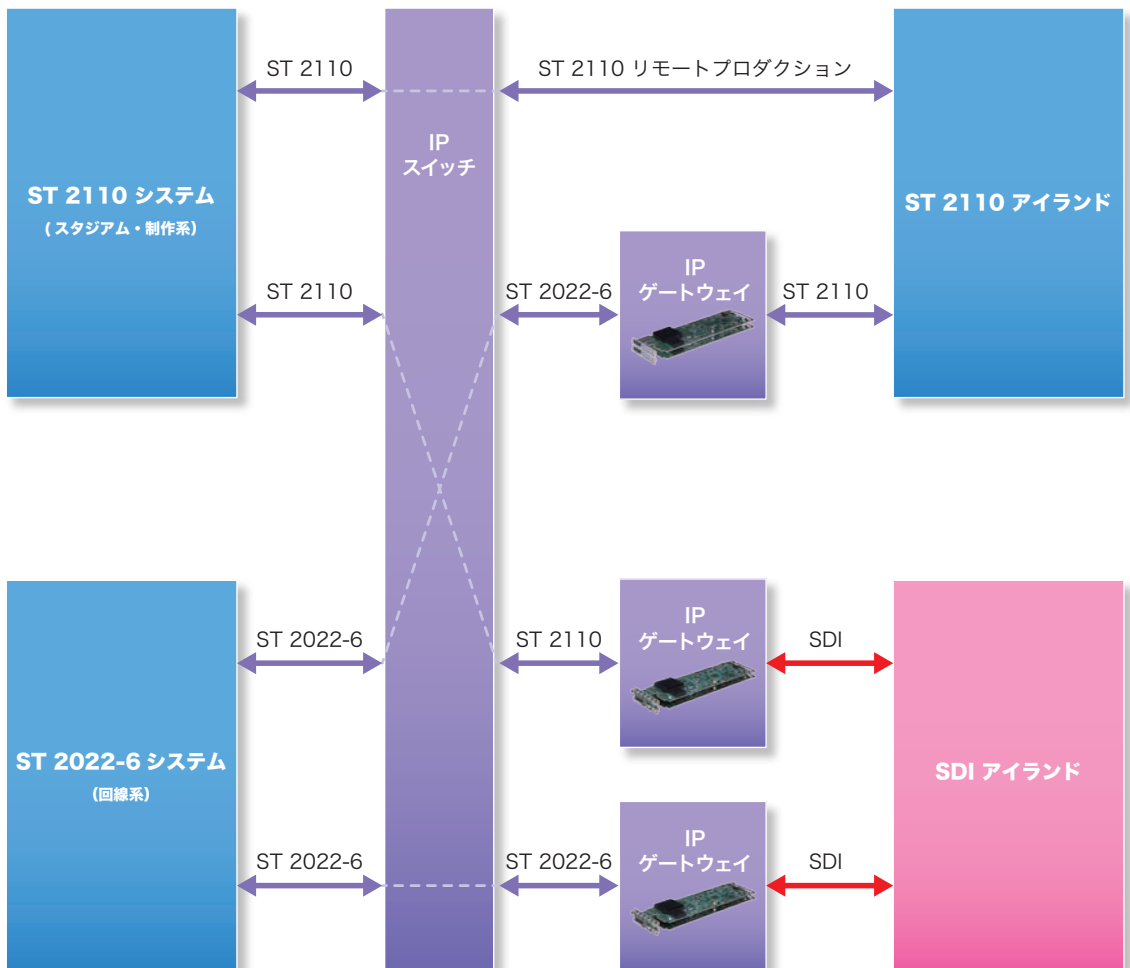 ST 2110
ST 2110 リモートプロダクション
IP
スイッチ
ST 2110 システム
( スタジアム・制作系)
ST 2110 アイランド
IP
ゲートウェイ
ST 2110
ST 2022-6
ST 2110
IP
ゲートウェイ
ST 2022-6
ST 2110
SDI
ST 2022-6 システム
(回線系)
SDI アイランド
IP
ゲートウェイ
ST 2022-6
ST 2022-6
SDI